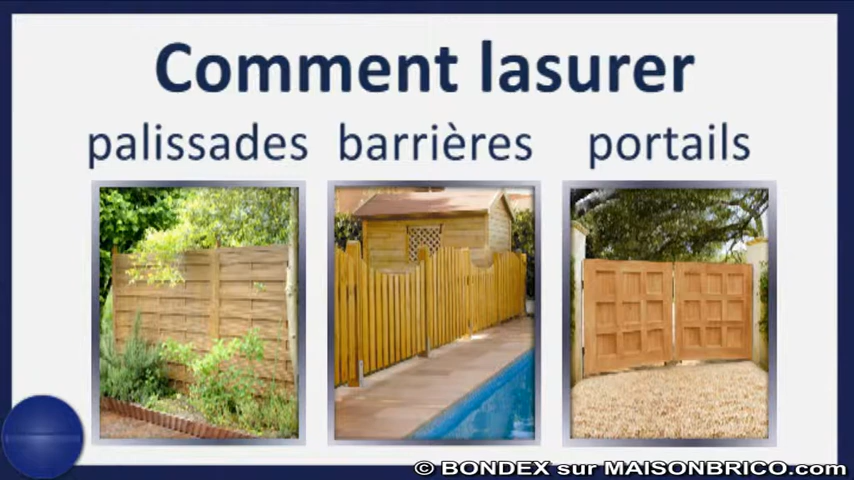 Comment lasurer
palissades barrières portails
© BONDEX sur MAISONBRICO.com